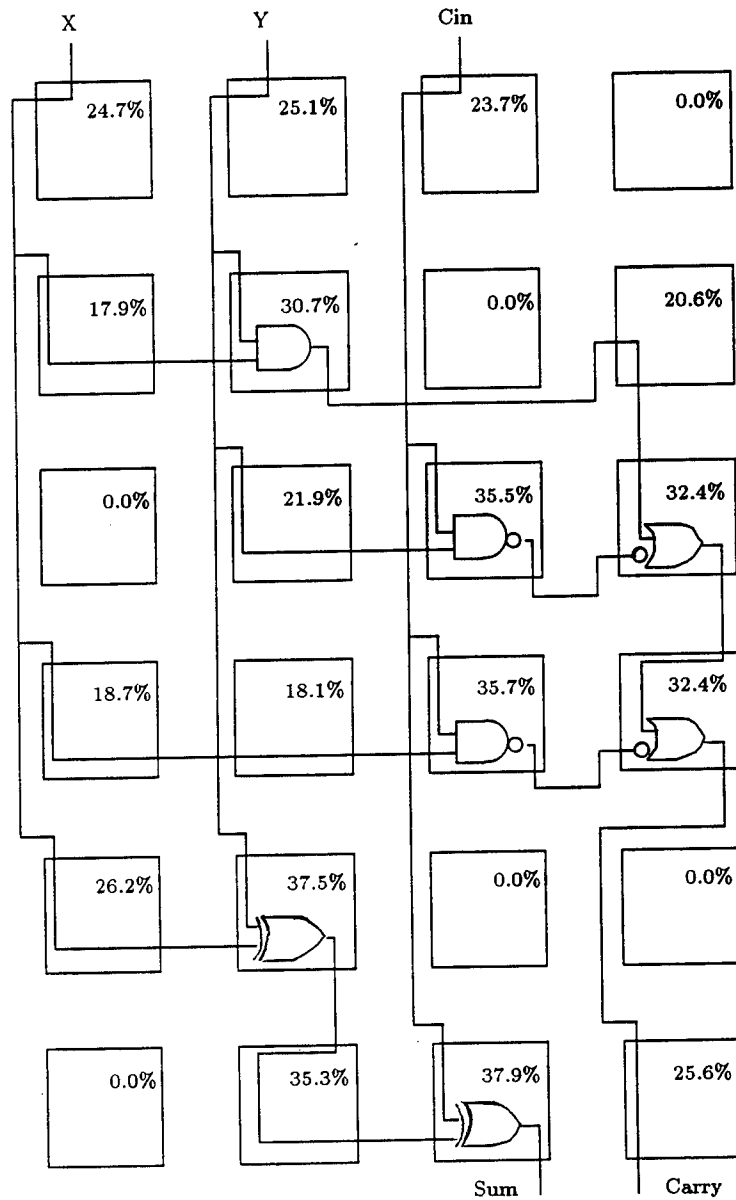 X Y Cin
24.7% 25.1% 23.7% 0.0%
17.9% 30.7% 0.0% 20.6%
0.0% 21.9% 35.5% 32.4%
18.7% 18.1% 35.7% 32.4%
26.2% 37.5% 0.0% 0.0%
0.0% 35.3% 37.9% 25.6%
Sum Carry